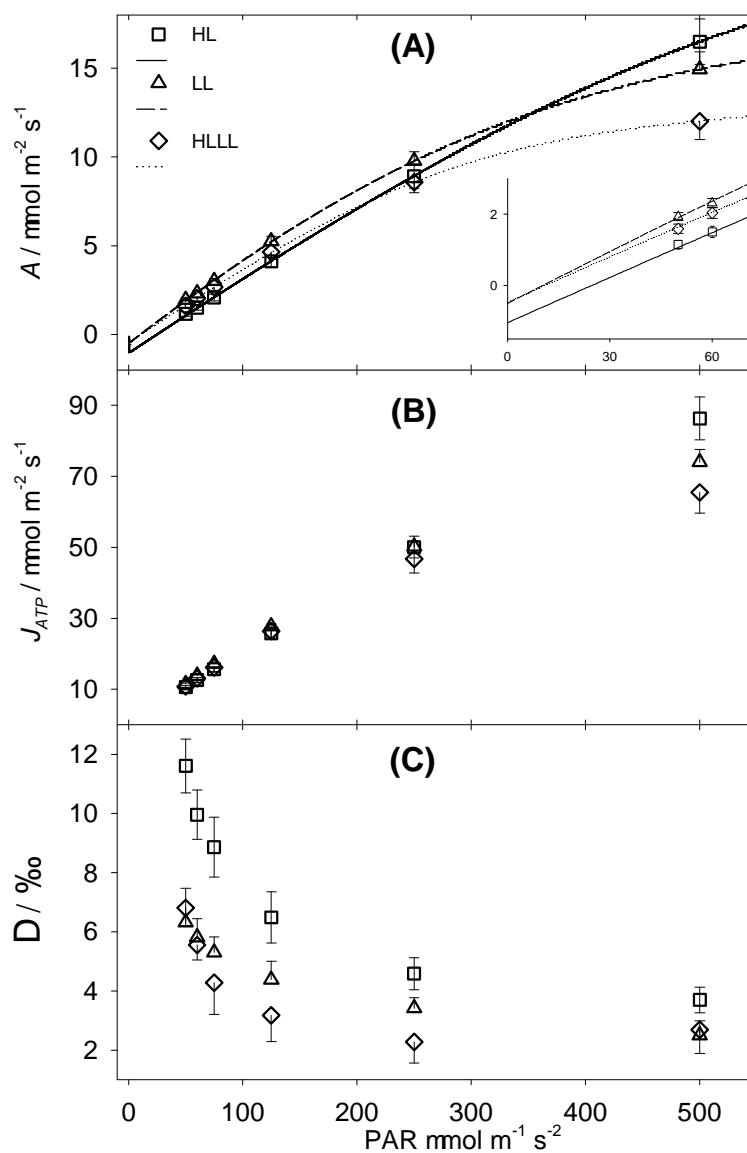 (A)
HL
LL
HLLL
A / mmol m⁻² s⁻¹
15
10
5
0
2
0
0 30 60
(B)
J_ATP / mmol m⁻² s⁻¹
90
70
50
30
10
(C)
D / ‰
12
10
8
6
4
2
0 100 200 300 400 500
PAR mmol m⁻¹ s⁻²